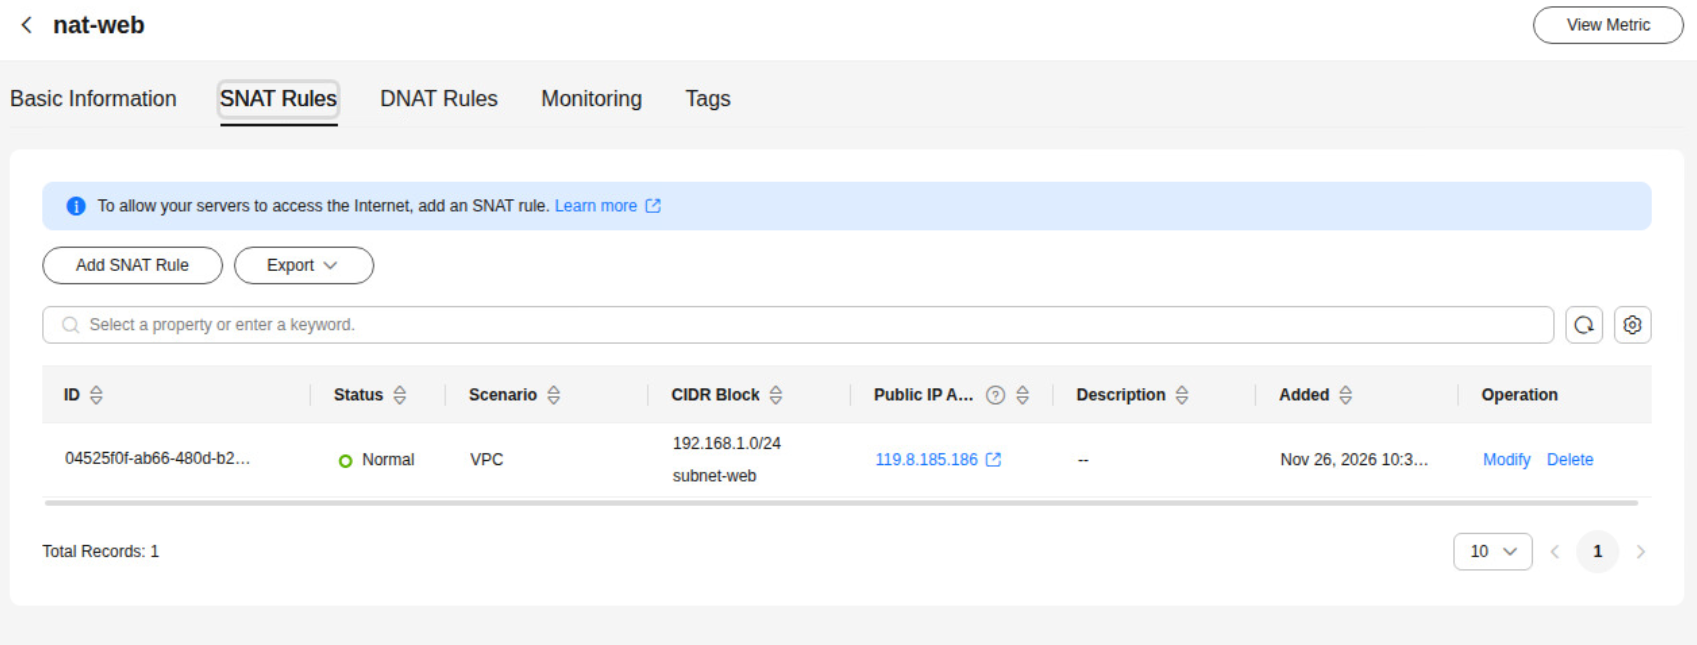 nat-web
View Metric
Basic Information SNAT Rules DNAT Rules Monitoring Tags
To allow your servers to access the Internet, add an SNAT rule. Learn more
Add SNAT Rule Export
Select a property or enter a keyword.
ID Status Scenario CIDR Block Public IP A... Description Added Operation
04525f0f-ab66-480d-b2... Normal VPC 192.168.1.0/24 119.8.185.186 -- Nov 26, 2026 10:3... Modify Delete
subnet-web
Total Records: 1 10 1